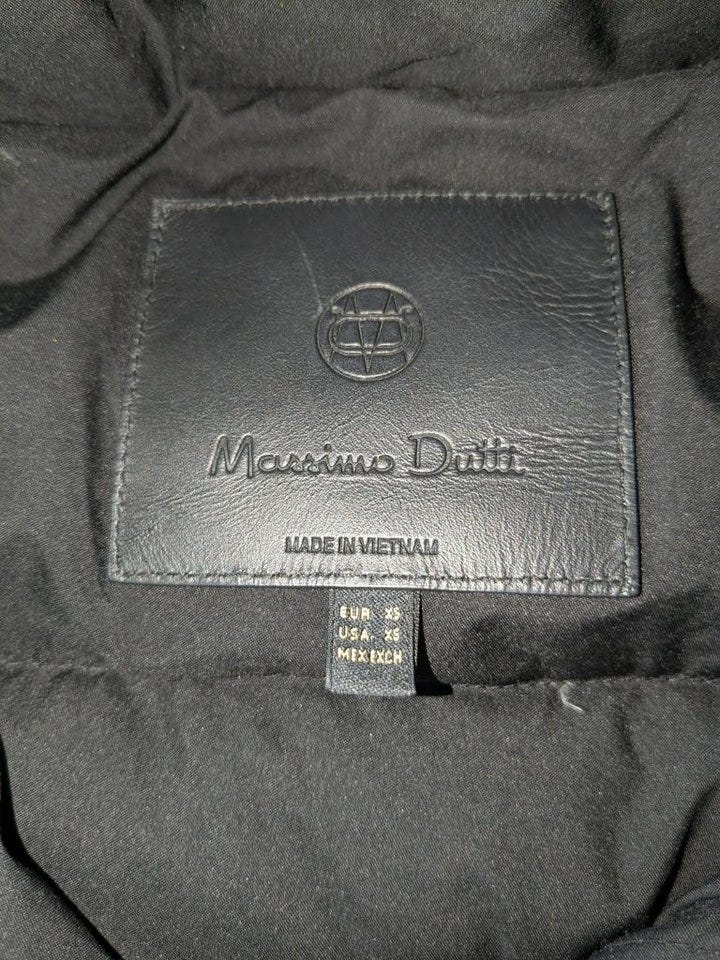 Massimo Dutti
MADE IN VIETNAM
EUR XS
USA XS
MEX EXCH